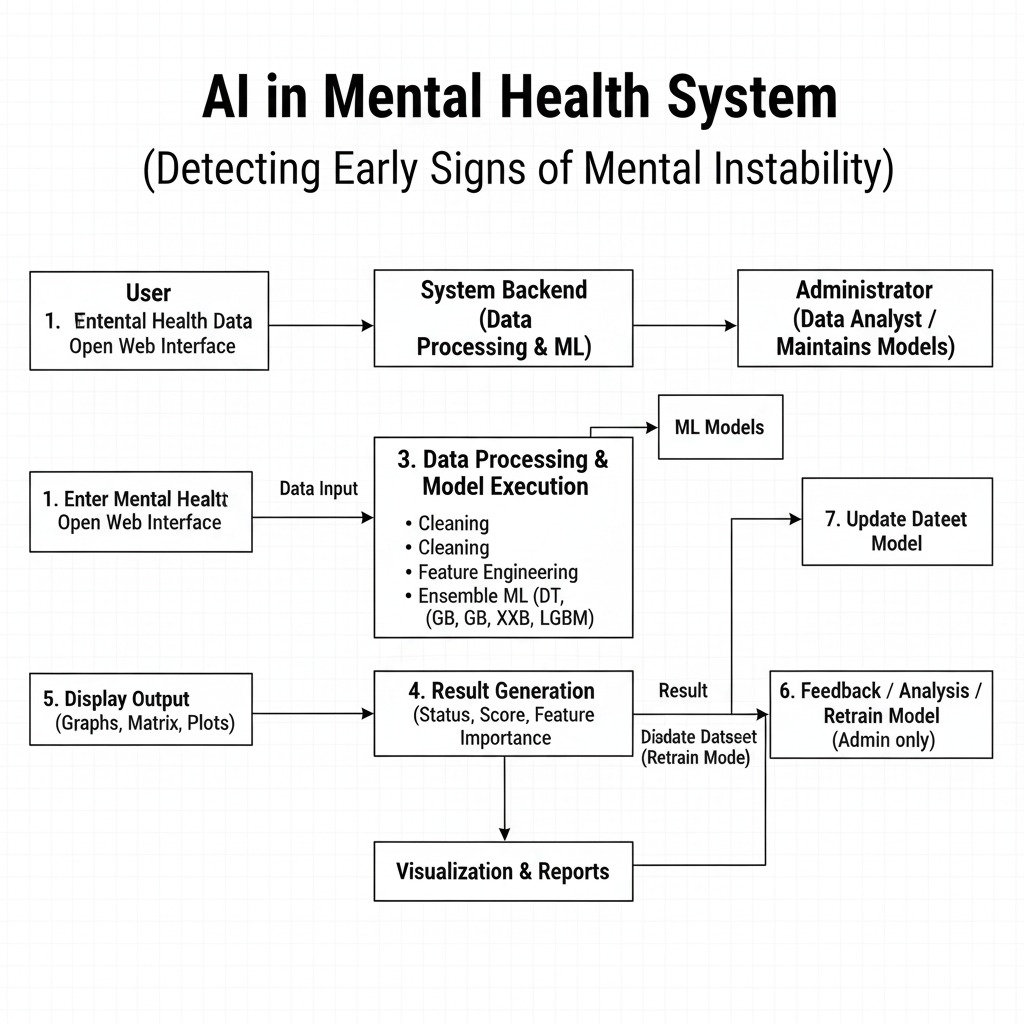 AI in Mental Health System
(Detecting Early Signs of Mental Instability)
User
1. Entental Health Data
Open Web Interface
System Backend
(Data
Processing & ML)
Administrator
(Data Analyst /
Maintains Models)
ML Models
1. Enter Mental Healtt
Open Web Interface
Data Input
3. Data Processing &
Model Execution
• Cleaning
• Cleaning
• Feature Engineering
• Ensemble ML (DT,
(GB, GB, XXB, LGBM)
7. Update Dateet
Model
5. Display Output
(Graphs, Matrix, Plots)
4. Result Generation
(Status, Score, Feature
Importance
Result
Disdate Datseet
(Retrain Mode)
6. Feedback / Analysis /
Retrain Model
(Admin only)
Visualization & Reports